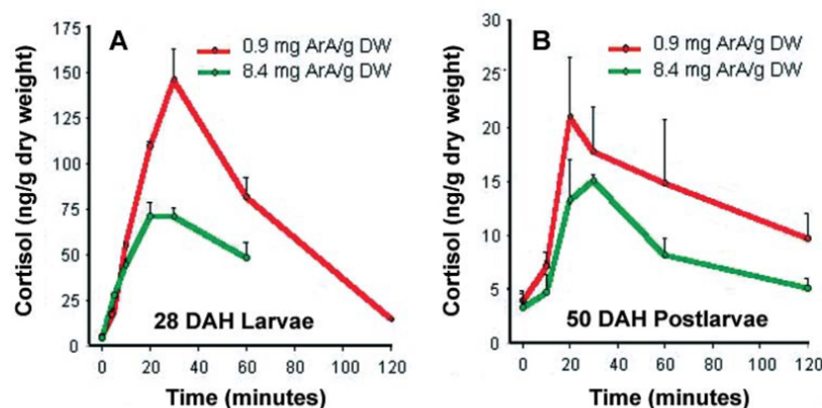 A
0.9 mg ArA/g DW
8.4 mg ArA/g DW
Cortisol (ng/g dry weight)
175
150
125
100
75
50
25
0
28 DAH Larvae
0 20 40 60 80 100 120
Time (minutes)
B
0.9 mg ArA/g DW
8.4 mg ArA/g DW
Cortisol (ng/g dry weight)
30
25
20
15
10
5
0
50 DAH Postlarvae
0 20 40 60 80 100 120
Time (minutes)